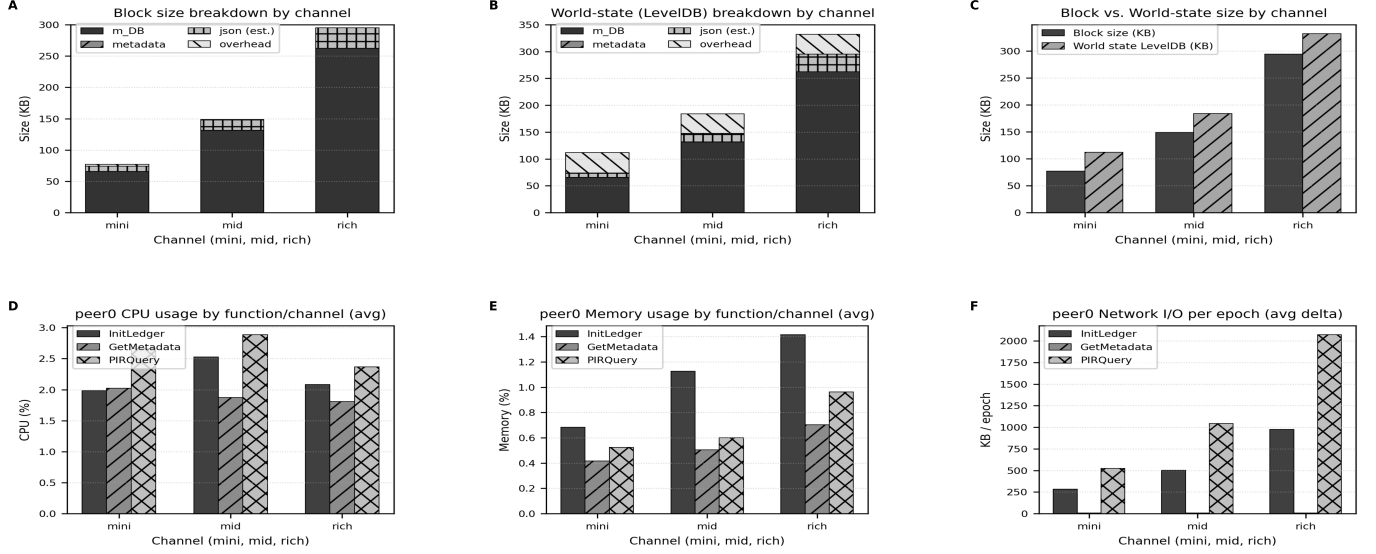 A
Block size breakdown by channel
m_DB
metadata
json (est.)
overhead
Size (KB)
300
250
200
150
100
50
0
mini
mid
rich
Channel (mini, mid, rich)
B
World-state (LevelDB) breakdown by channel
m_DB
metadata
json (est.)
overhead
Size (KB)
350
300
250
200
150
100
50
0
mini
mid
rich
Channel (mini, mid, rich)
C
Block vs. World-state size by channel
Block size (KB)
World state LevelDB (KB)
Size (KB)
300
250
200
150
100
50
0
mini
mid
rich
Channel (mini, mid, rich)
D
peer0 CPU usage by function/channel (avg)
InitLedger
GetMetadata
PIRQuery
CPU (%)
3.0
2.5
2.0
1.5
1.0
0.5
0.0
mini
mid
rich
Channel (mini, mid, rich)
E
peer0 Memory usage by function/channel (avg)
InitLedger
GetMetadata
PIRQuery
Memory (%)
1.4
1.2
1.0
0.8
0.6
0.4
0.2
0.0
mini
mid
rich
Channel (mini, mid, rich)
F
peer0 Network I/O per epoch (avg delta)
InitLedger
GetMetadata
PIRQuery
KB / epoch
2000
1750
1500
1250
1000
750
500
250
0
mini
mid
rich
Channel (mini, mid, rich)